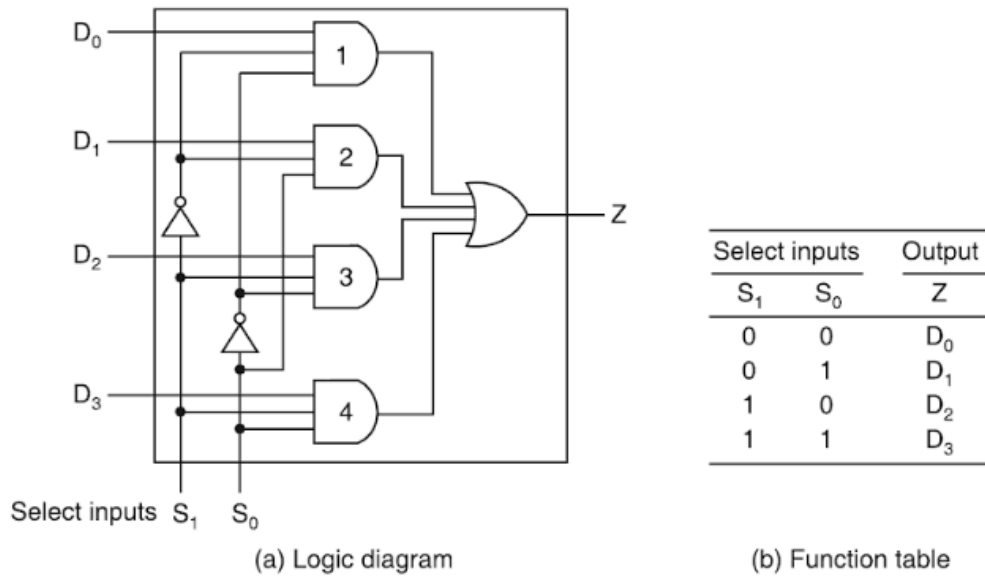 D₀
1
D₁
2
Z
D₂
3
D₃
4
Select inputs S₁ S₀
(a) Logic diagram
Select inputs Output
S₁ S₀ Z
0 0 D₀
0 1 D₁
1 0 D₂
1 1 D₃
(b) Function table